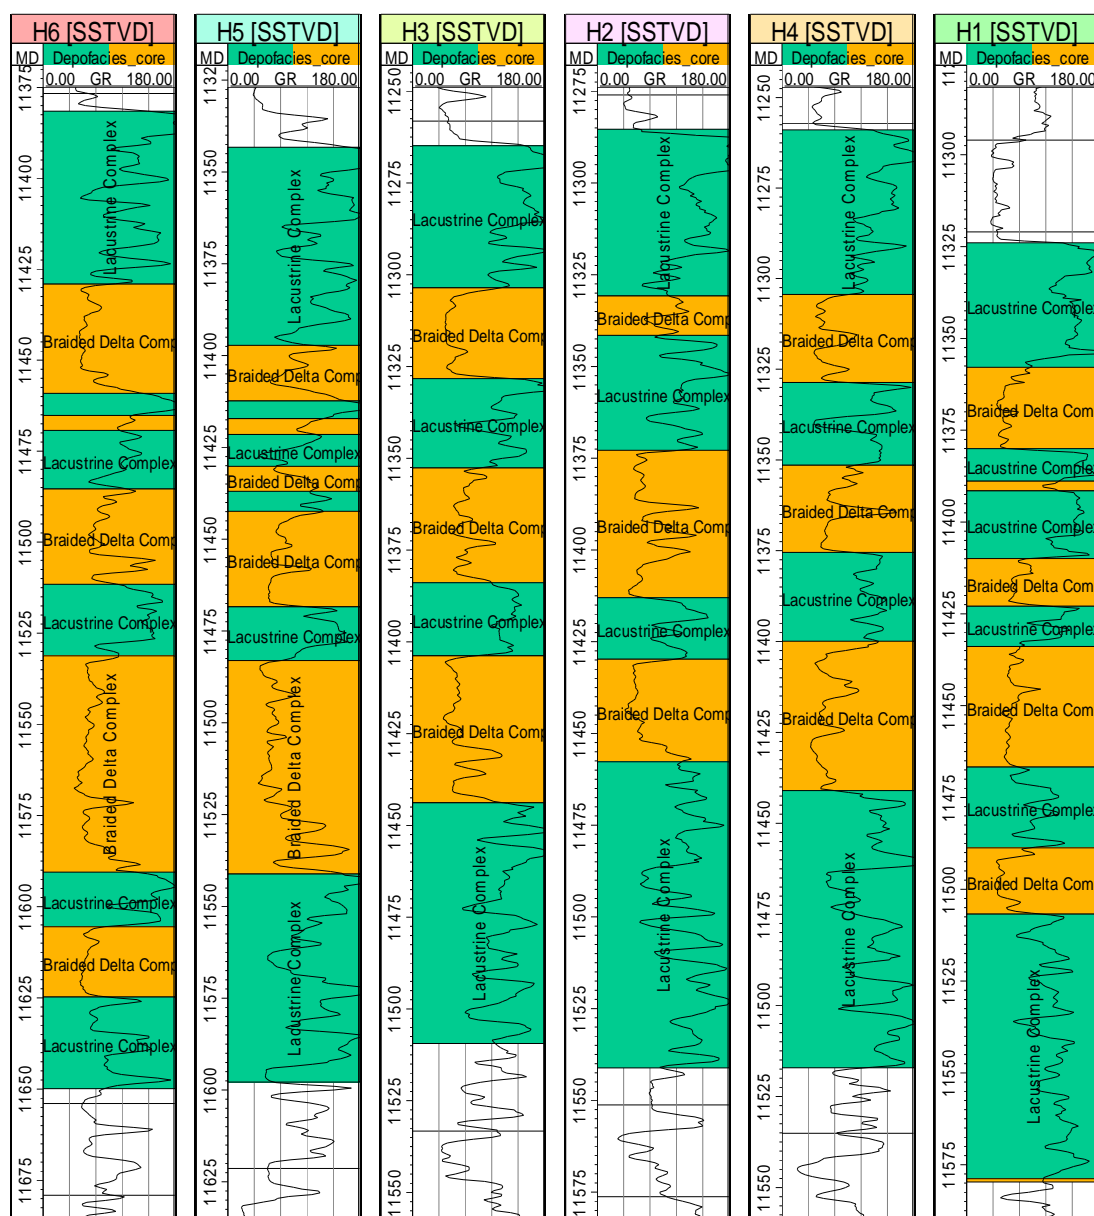 H6 [SSTVD]
MD Depofacies_core
0.00 GR 180.00
11375
11400
11425
11450
11475
11500
11525
11550
11575
11600
11625
11650
11675
Lacustrine Complex
Braided Delta Comp
Lacustrine Complex
Braided Delta Comp
Lacustrine Complex
Braided Delta Complex
Lacustrine Complex
Braided Delta Comp
Lacustrine Complex
H5 [SSTVD]
MD Depofacies_core
0.00 GR 180.00
11325
11350
11375
11400
11425
11450
11475
11500
11525
11550
11575
11600
11625
Lacustrine Complex
Braided Delta Comp
Lacustrine Complex
Braided Delta Comp
Braided Delta Comp
Lacustrine Complex
Braided Delta Complex
Lacustrine Complex
H3 [SSTVD]
MD Depofacies_core
0.00 GR 180.00
11250
11275
11300
11325
11350
11375
11400
11425
11450
11475
11500
11525
11550
Lacustrine Complex
Braided Delta Comp
Lacustrine Complex
Braided Delta Comp
Lacustrine Complex
Braided Delta Comp
Lacustrine Complex
H2 [SSTVD]
MD Depofacies_core
0.00 GR 180.00
11275
11300
11325
11350
11375
11400
11425
11450
11475
11500
11525
11550
11575
Lacustrine Complex
Braided Delta Comp
Lacustrine Complex
Braided Delta Comp
Lacustrine Complex
Braided Delta Comp
Lacustrine Complex
H4 [SSTVD]
MD Depofacies_core
0.00 GR 180.00
11250
11275
11300
11325
11350
11375
11400
11425
11450
11475
11500
11525
11550
Lacustrine Complex
Braided Delta Comp
Lacustrine Complex
Braided Delta Comp
Lacustrine Complex
Braided Delta Comp
Lacustrine Complex
H1 [SSTVD]
MD Depofacies_core
0.00 GR 180.00
11300
11325
11350
11375
11400
11425
11450
11475
11500
11525
11550
11575
Lacustrine Complex
Braided Delta Com
Lacustrine Complex
Lacustrine Complex
Braided Delta Com
Lacustrine Complex
Braided Delta Com
Lacustrine Complex
Braided Delta Com
Lacustrine Complex